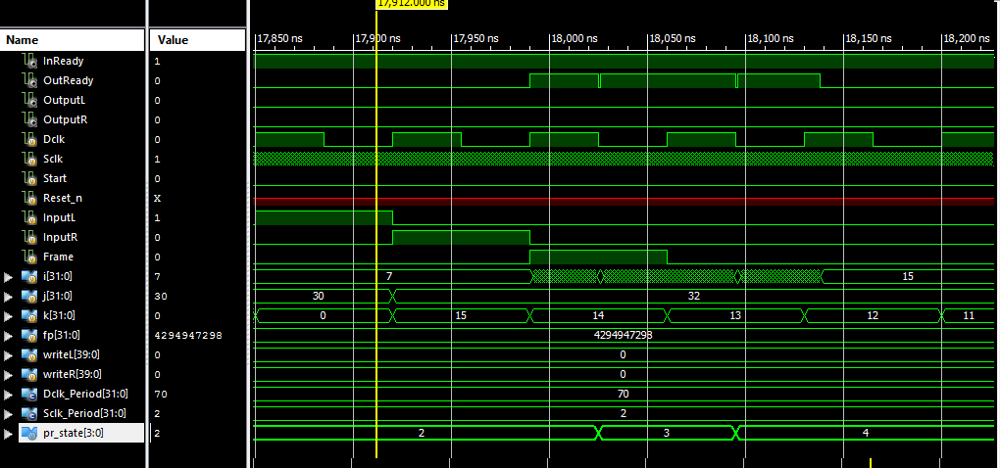 17,912.000 ns
Name Value 17,850 ns 17,900 ns 17,950 ns 18,000 ns 18,050 ns 18,100 ns 18,150 ns 18,200 ns
InReady 1
OutReady 0
OutputL 0
OutputR 0
Dclk 0
Sclk 1
Start 0
Reset_n X
InputL 1
InputR 0
Frame 0
i[31:0] 7 7 15
j[31:0] 30 30 32
k[31:0] 0 0 15 14 13 12 11
fp[31:0] 4294947298 4294947298
writeL[39:0] 0 0
writeR[39:0] 0 0
Dclk_Period[31:0] 70 70
Sclk_Period[31:0] 2 2
pr_state[3:0] 2 2 3 4